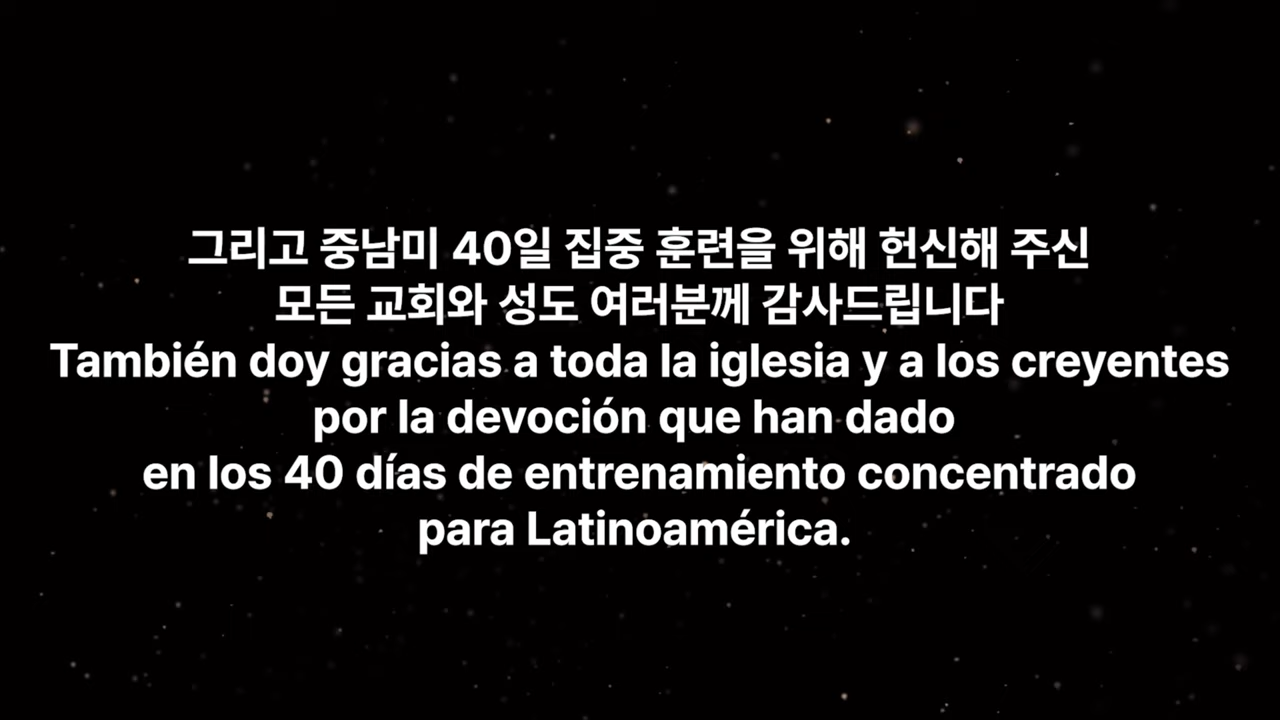 그리고 중남미 40일 집중 훈련을 위해 헌신해 주신
모든 교회와 성도 여러분께 감사드립니다
También doy gracias a toda la iglesia y a los creyentes
por la devoción que han dado
en los 40 días de entrenamiento concentrado
para Latinoamérica.